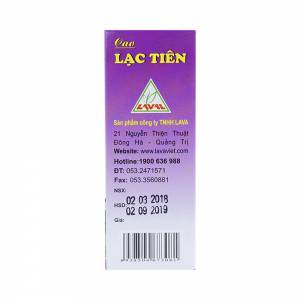 Cao
LẠC TIÊN
LAVA
Sản phẩm công ty TNHH LAVA
21 Nguyễn Thiện Thuật
Đông Hà - Quảng Trị
Website: www.lavaviet.com
Hotline:1900 636 988
ĐT: 053.2471571
Fax: 053.3560881
NSX:
02 03 2018
HSD
02 09 2019
Giá: